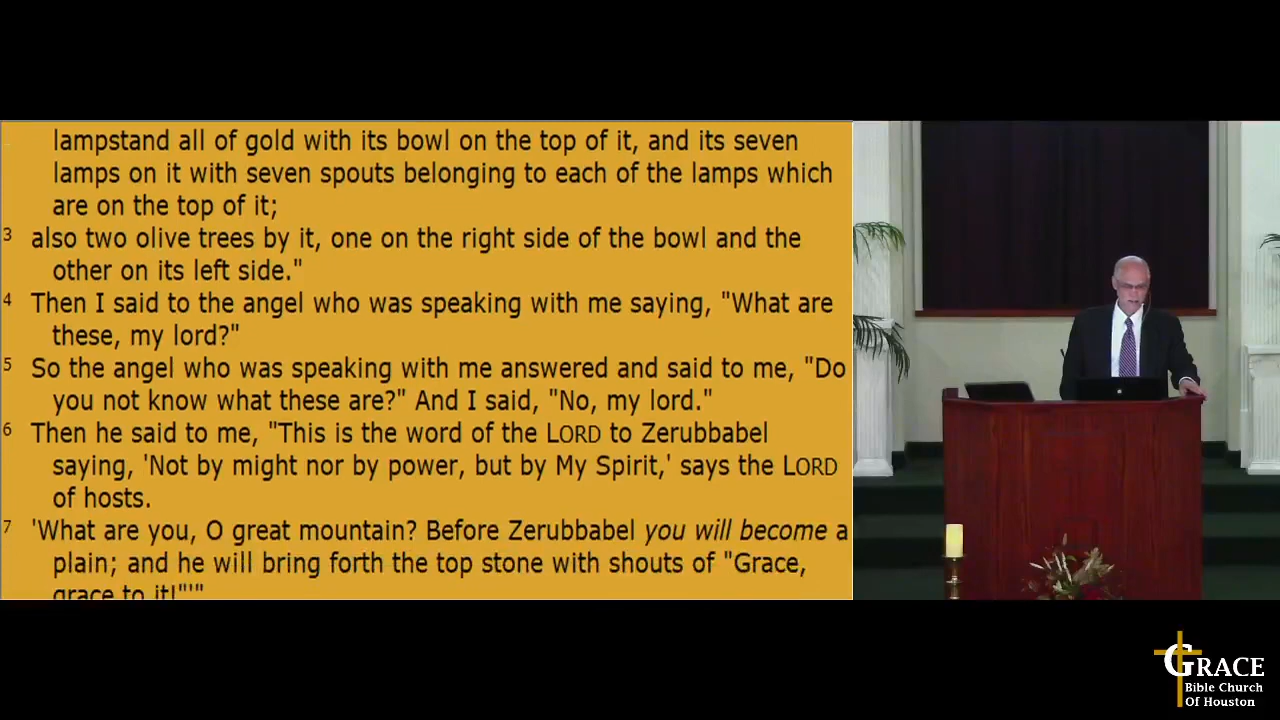 lampstand all of gold with its bowl on the top of it, and its seven
lamps on it with seven spouts belonging to each of the lamps which
are on the top of it;
3 also two olive trees by it, one on the right side of the bowl and the
other on its left side."
4 Then I said to the angel who was speaking with me saying, "What are
these, my lord?"
5 So the angel who was speaking with me answered and said to me, "Do
you not know what these are?" And I said, "No, my lord."
6 Then he said to me, "This is the word of the LORD to Zerubbabel
saying, 'Not by might nor by power, but by My Spirit,' says the LORD
of hosts.
7 'What are you, O great mountain? Before Zerubbabel you will become a
plain; and he will bring forth the top stone with shouts of "Grace,
grace to it!"'"
GRACE
Bible Church
Of Houston